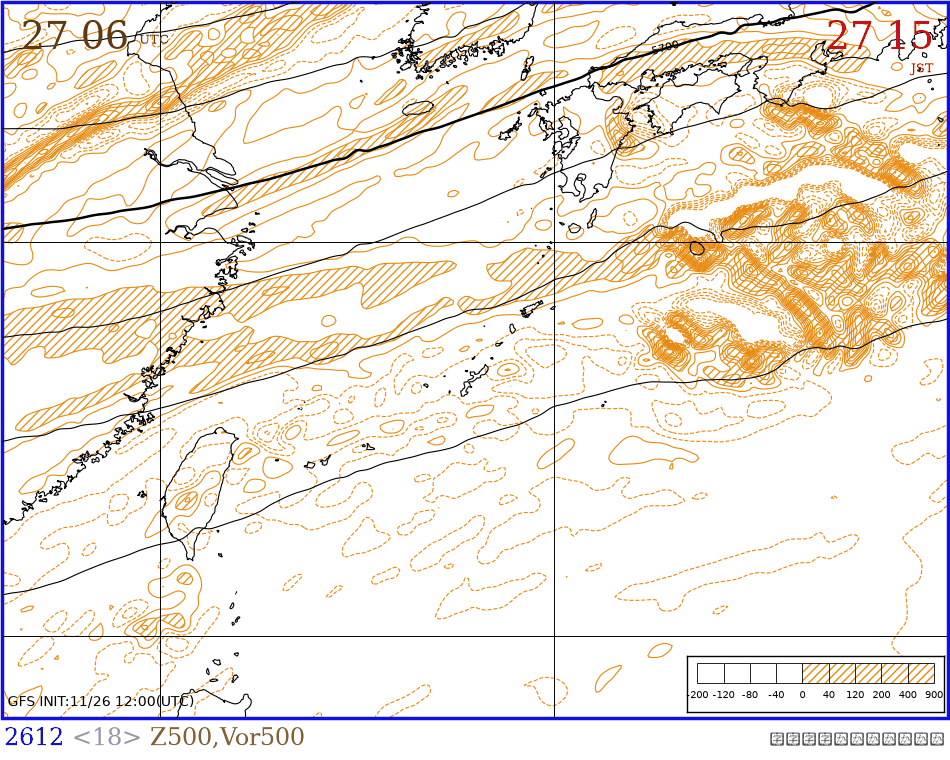 27 06 UTC
27 15
JST
5700
-200 -120 -80 -40 0 40 120 200 400 900
GFS INIT:11/26 12:00(UTC)
2612 <18> Z500,Vor500